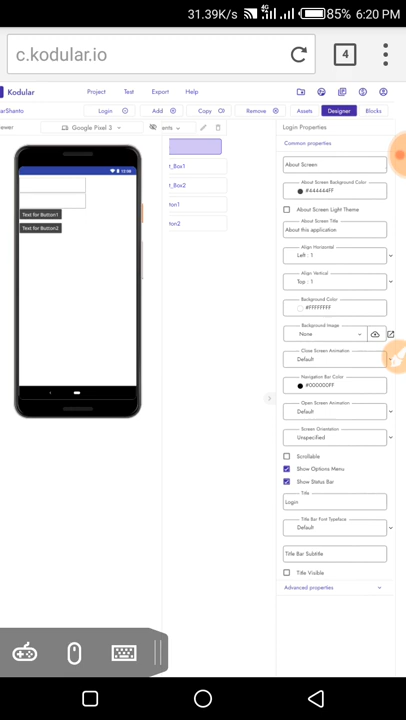 31.39K/s 4G 85% 6:20 PM
c.kodular.io 4
Kodular Project Test Export Help
arShanto Login Add Copy Remove Assets Designer Blocks
ewer Google Pixel 3 ents Login Properties
Common properties
About Screen
t_Box1
t_Box2
ton1
ton2
Text for Button1
Text for Button2
About Screen Background Color
#444444FF
About Screen Light Theme
About Screen Title
About this application
Align Horizontal
Left : 1
Align Vertical
Top : 1
Background Color
#FFFFFFFF
Background Image
None
Close Screen Animation
Default
Navigation Bar Color
#000000FF
Open Screen Animation
Default
Screen Orientation
Unspecified
Scrollable
Show Options Menu
Show Status Bar
Title
Login
Title Bar Font Typeface
Default
Title Bar Subtitle
Title Visible
Advanced properties